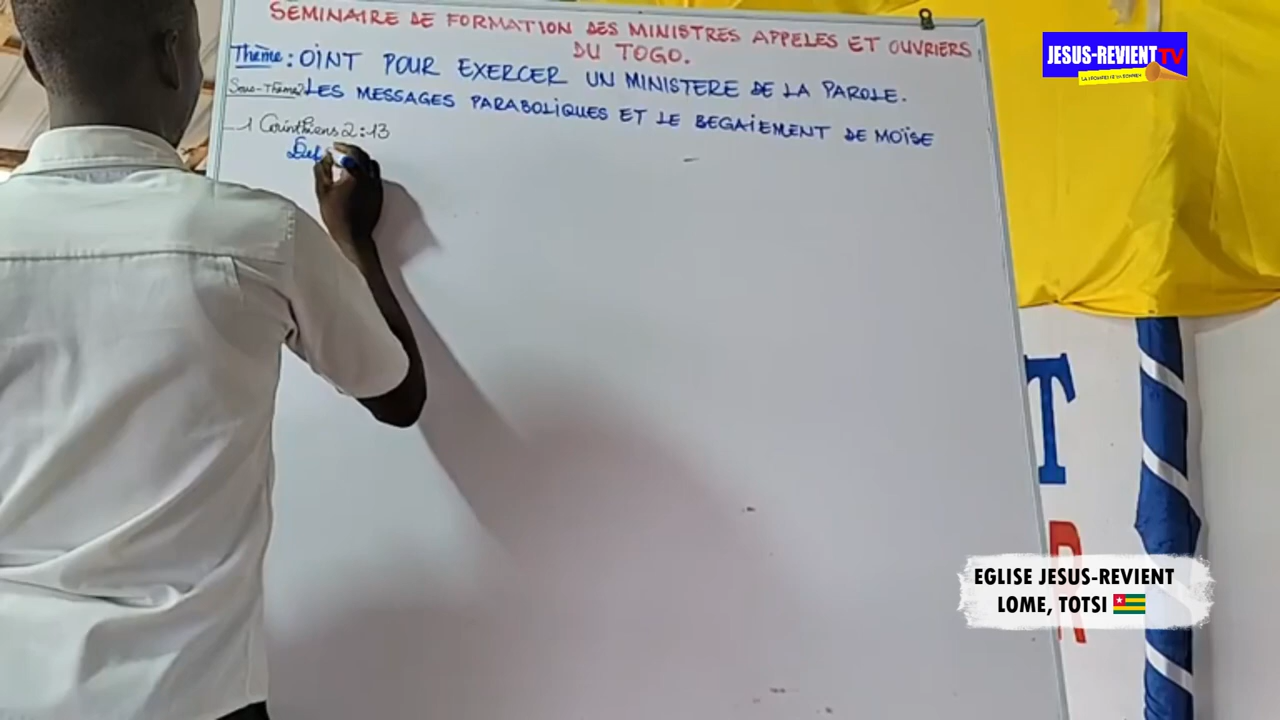 SEMINAIRE DE FORMATION DES MINISTRES APPELES ET OUVRIERS
DU TOGO.
Thème : OINT POUR EXERCER UN MINISTERE DE LA PAROLE.
Sous-Thème: LES MESSAGES PARABOLIQUES ET LE BEGAIEMENT DE MOÏSE
1 Corinthiens 2:13
JESUS-REVIENT TV
T
R
EGLISE JESUS-REVIENT
LOME, TOTSI